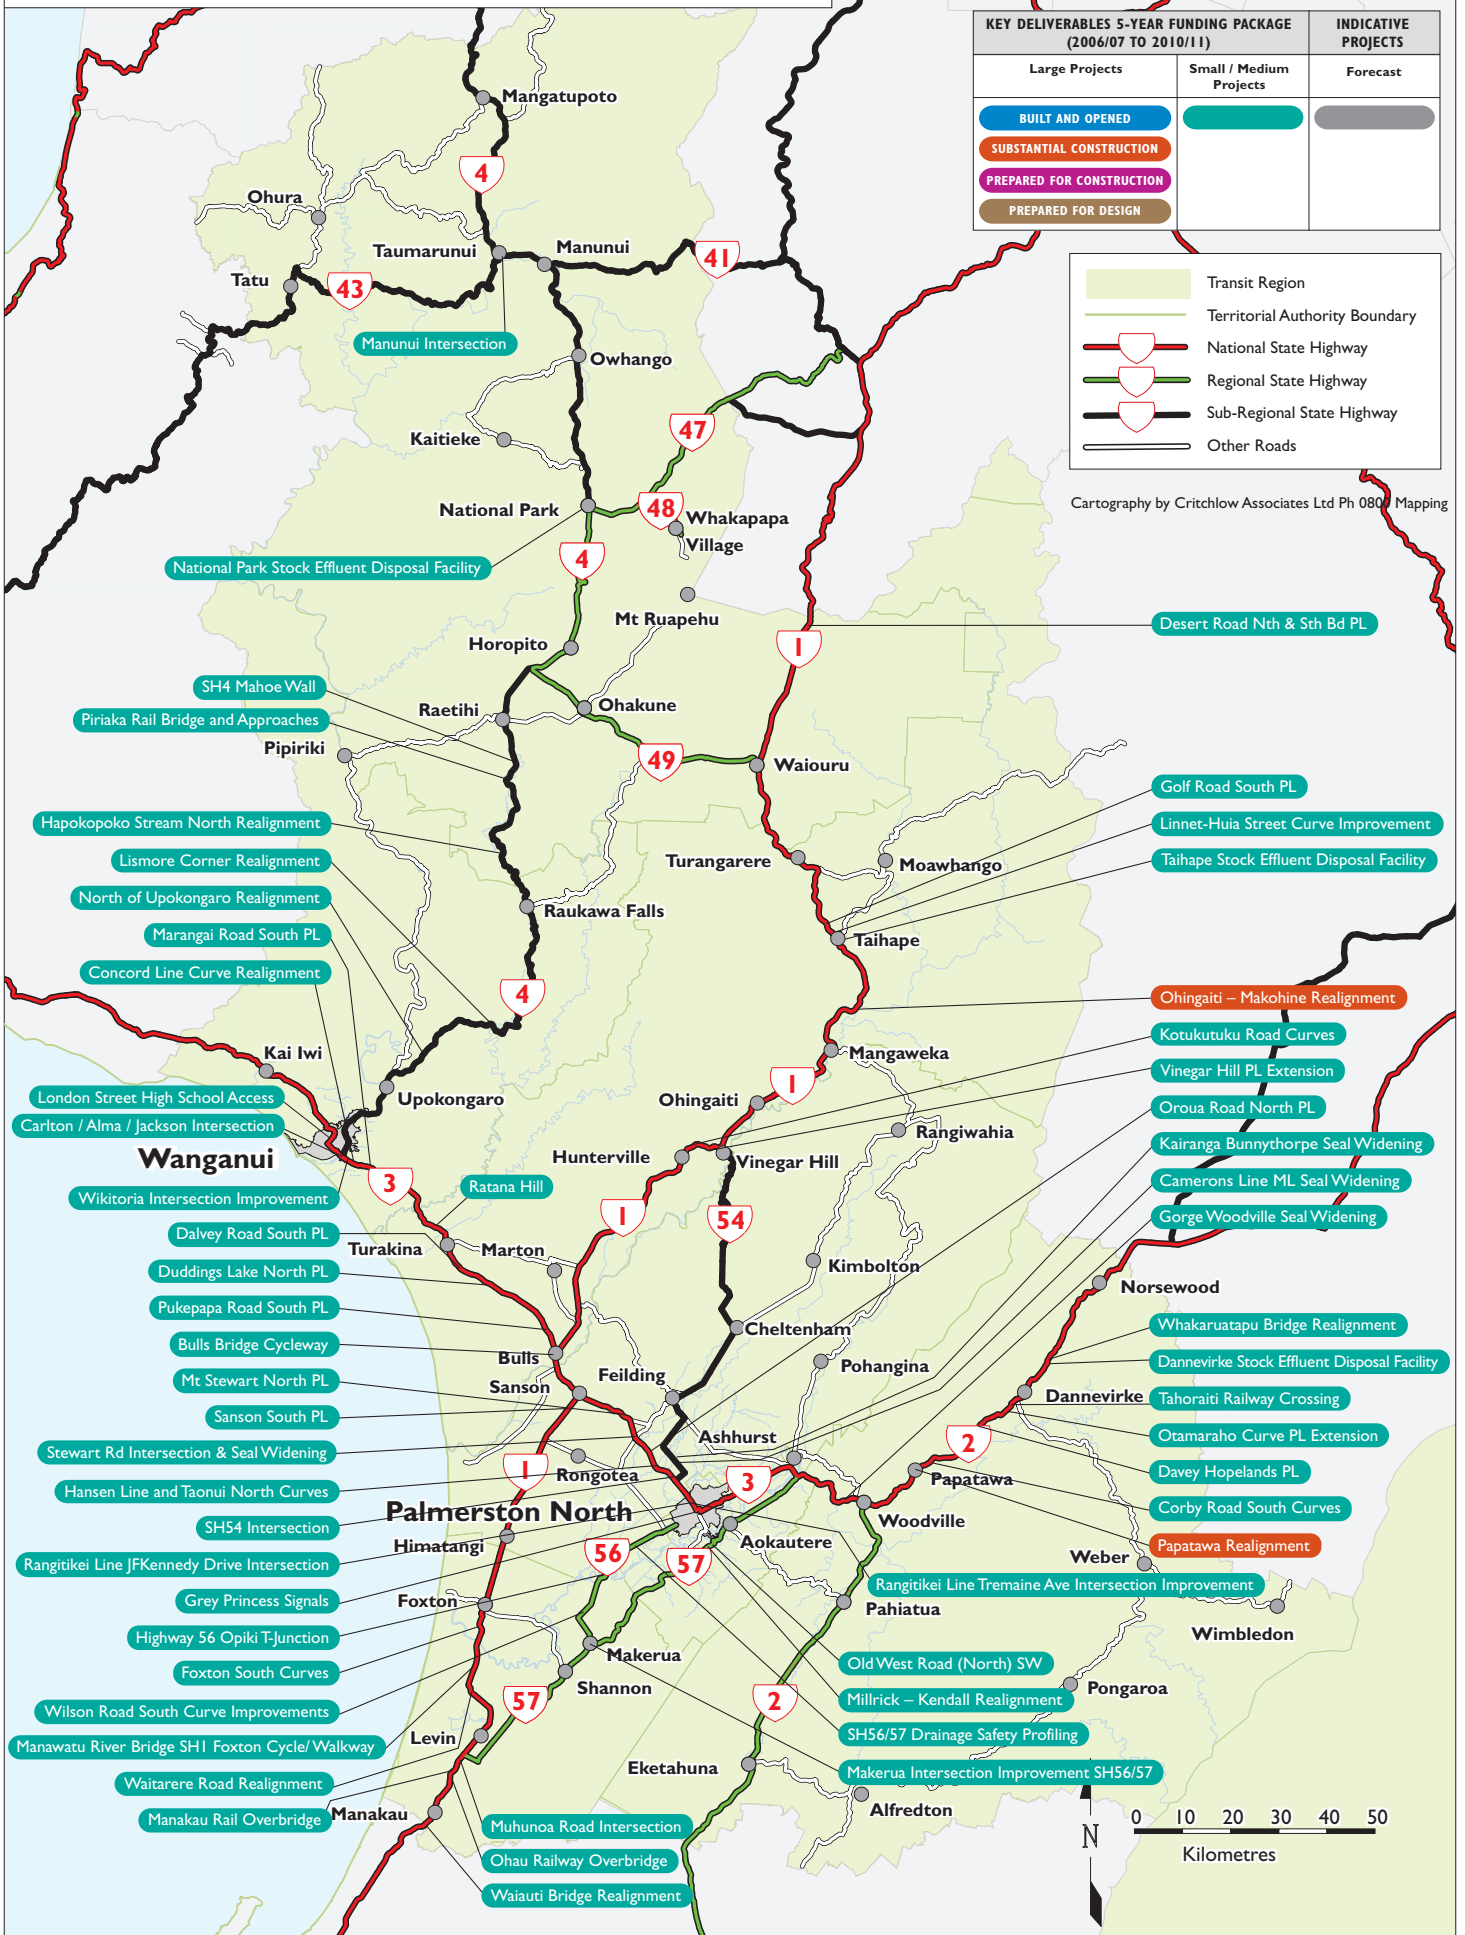 KEY DELIVERABLES 5-YEAR FUNDING PACKAGE
(2006/07 TO 2010/11)
INDICATIVE
PROJECTS
Large Projects
Small / Medium
Projects
Forecast
BUILT AND OPENED
SUBSTANTIAL CONSTRUCTION
PREPARED FOR CONSTRUCTION
PREPARED FOR DESIGN
Transit Region
Territorial Authority Boundary
National State Highway
Regional State Highway
Sub-Regional State Highway
Other Roads
Cartography by Critchlow Associates Ltd Ph 0800 Mapping
Mangatupoto
4
Ohura
Taumarunui
Manunui
41
Tatu
43
Manunui Intersection
Owhango
47
Kaitieke
National Park
48
Whakapapa
Village
4
National Park Stock Effluent Disposal Facility
Mt Ruapehu
Desert Road Nth & Sth Bd PL
Horopito
1
SH4 Mahoe Wall
Raetihi
Ohakune
Piriaka Rail Bridge and Approaches
Pipiriki
49
Waiouru
Golf Road South PL
Hapokopoko Stream North Realignment
Linnet-Huia Street Curve Improvement
Lismore Corner Realignment
Turangarere
Moawhango
Taihape Stock Effluent Disposal Facility
North of Upokongaro Realignment
Raukawa Falls
Marangai Road South PL
Taihape
Concord Line Curve Realignment
4
Ohingaiti – Makohine Realignment
Kotukutuku Road Curves
Kai Iwi
Mangaweka
Vinegar Hill PL Extension
London Street High School Access
Upokongaro
1
Ohingaiti
Oroua Road North PL
Carlton / Alma / Jackson Intersection
Rangiwahia
Kairanga Bunnythorpe Seal Widening
Wanganui
Hunterville
Vinegar Hill
3
Ratana Hill
Camerons Line ML Seal Widening
Wikitoria Intersection Improvement
1
54
Gorge Woodville Seal Widening
Dalvey Road South PL
Turakina
Marton
Kimbolton
Duddings Lake North PL
Norsewood
Pukepapa Road South PL
Cheltenham
Whakaruatapu Bridge Realignment
Bulls Bridge Cycleway
Bulls
Pohangina
Dannevirke Stock Effluent Disposal Facility
Mt Stewart North PL
Sanson
Feilding
Dannevirke
Tahoraiti Railway Crossing
Sanson South PL
Ashhurst
2
Otamaraho Curve PL Extension
Stewart Rd Intersection & Seal Widening
1
Rongotea
3
Papatawa
Davey Hopelands PL
Hansen Line and Taonui North Curves
Palmerston North
Corby Road South Curves
SH54 Intersection
Woodville
Himatangi
Aokautere
Papatawa Realignment
Rangitikei Line JFKennedy Drive Intersection
56
57
Weber
Rangitikei Line Tremaine Ave Intersection Improvement
Grey Princess Signals
Foxton
Pahiatua
Highway 56 Opiki T-Junction
Wimbledon
Makerua
Foxton South Curves
Shannon
Old West Road (North) SW
57
2
Millrick – Kendall Realignment
Pongaroa
Wilson Road South Curve Improvements
Levin
SH56/57 Drainage Safety Profiling
Manawatu River Bridge SH1 Foxton Cycle/ Walkway
Eketahuna
Makerua Intersection Improvement SH56/57
Waitarere Road Realignment
Alfredton
Manakau Rail Overbridge
Manakau
Muhunoa Road Intersection
Ohau Railway Overbridge
Waiauti Bridge Realignment
N
0 10 20 30 40 50
Kilometres